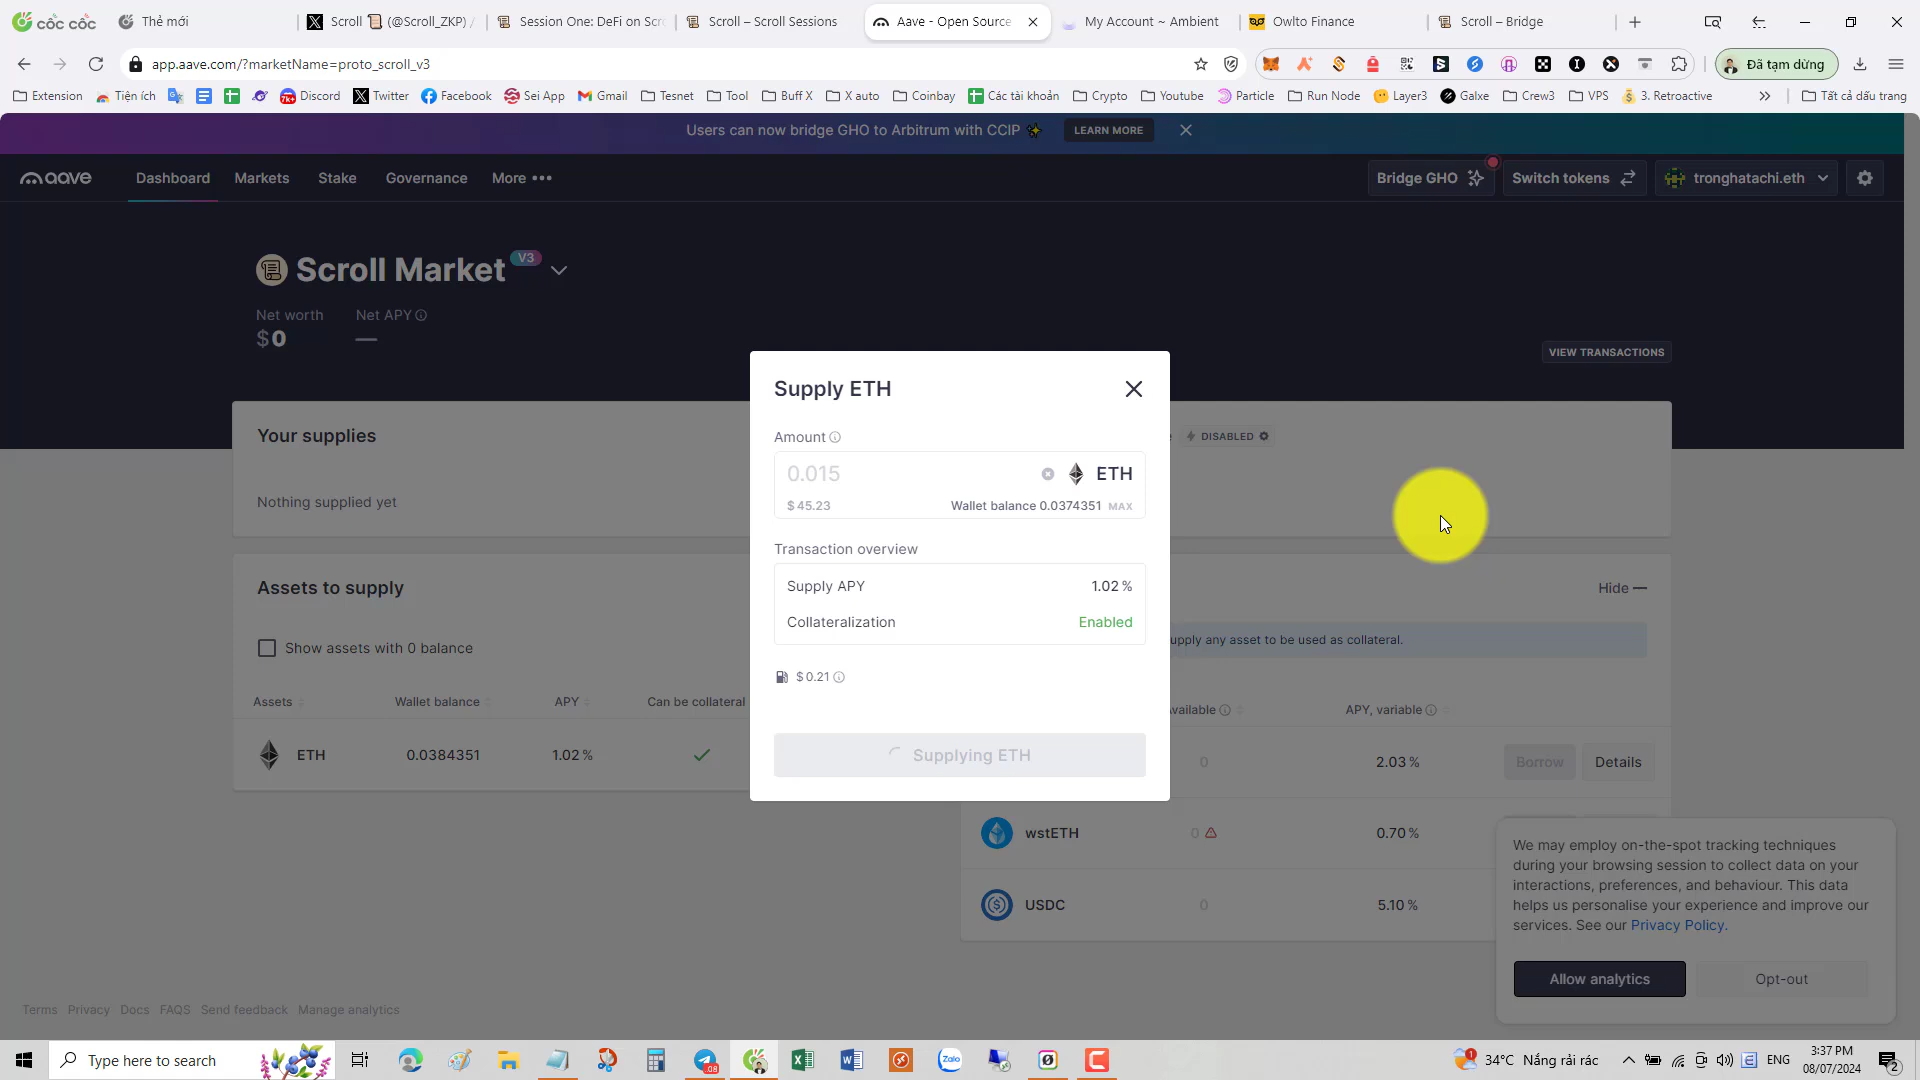 cốc cốc
Thẻ mới
Scroll 📜 (@Scroll_ZKP) /
Session One: DeFi on Scro
Scroll – Scroll Sessions
Aave - Open Source
My Account ~ Ambient
Owlto Finance
Scroll – Bridge
app.aave.com/?marketName=proto_scroll_v3
Đã tạm dừng
Extension
Tiện ích
Discord
Twitter
Facebook
Sei App
Gmail
Tesnet
Tool
Buff X
X auto
Coinbay
Các tài khoản
Crypto
Youtube
Particle
Run Node
Layer3
Galxe
Crew3
VPS
3. Retroactive
Tất cả dấu trang
Users can now bridge GHO to Arbitrum with CCIP ✨
LEARN MORE
aave
Dashboard
Markets
Stake
Governance
More
Bridge GHO
Switch tokens
tronghatachi.eth
Scroll Market
V3
Net worth
Net APY
$0
—
VIEW TRANSACTIONS
Your supplies
Nothing supplied yet
DISABLED
Supply ETH
Amount
0.015
ETH
$ 45.23
Wallet balance 0.0374351 MAX
Transaction overview
Supply APY
1.02 %
Collateralization
Enabled
$ 0.21
Supplying ETH
Assets to supply
Show assets with 0 balance
Assets
Wallet balance
APY
Can be collateral
ETH
0.0384351
1.02 %
Hide —
upply any asset to be used as collateral.
Available
APY, variable
0
2.03 %
Borrow
Details
wstETH
0
0.70 %
USDC
0
5.10 %
We may employ on-the-spot tracking techniques
during your browsing session to collect data on your
interactions, preferences, and behaviour. This data
helps us personalise your experience and improve our
services. See our Privacy Policy.
Allow analytics
Opt-out
Terms
Privacy
Docs
FAQS
Send feedback
Manage analytics
Type here to search
Zalo
34°C Nắng rải rác
ENG
3:37 PM
08/07/2024
2